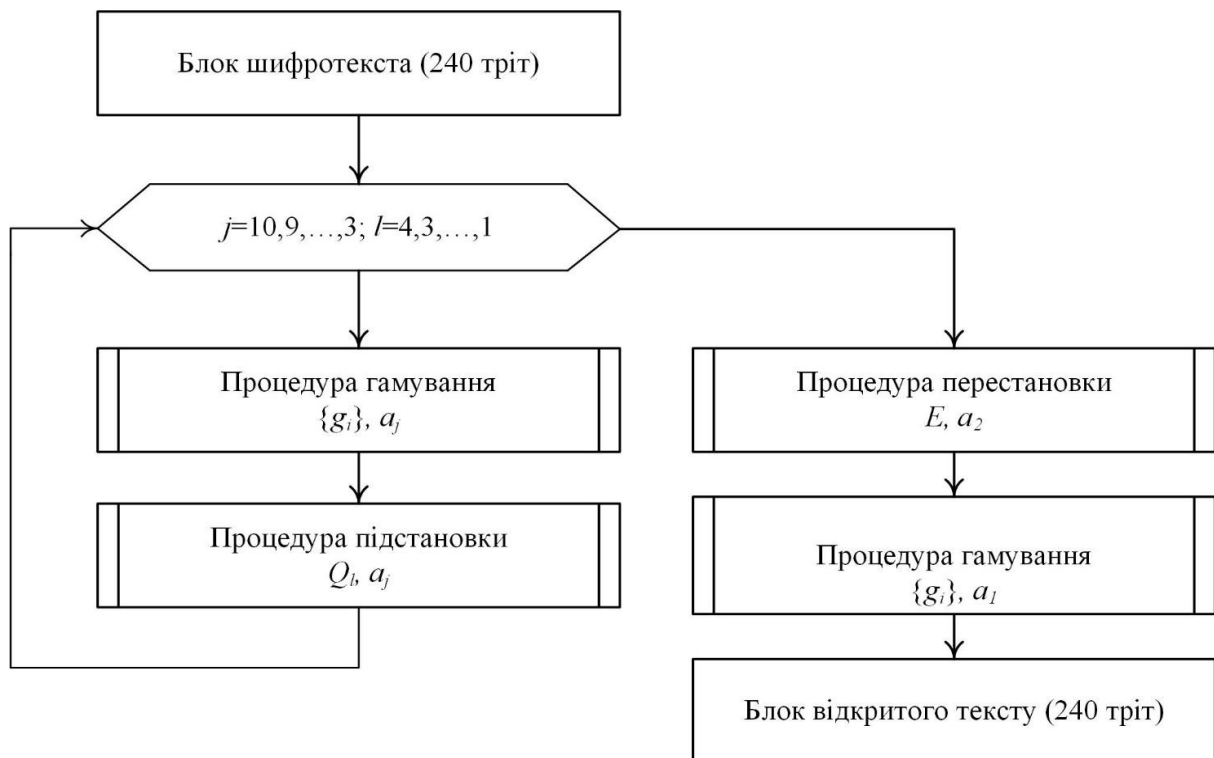 Блок шифротекста (240 тріт)
j=10,9,…,3; l=4,3,…,1
Процедура гамування
{gᵢ}, aⱼ
Процедура підстановки
Qₗ, aⱼ
Процедура перестановки
E, a₂
Процедура гамування
{gᵢ}, a₁
Блок відкритого тексту (240 тріт)